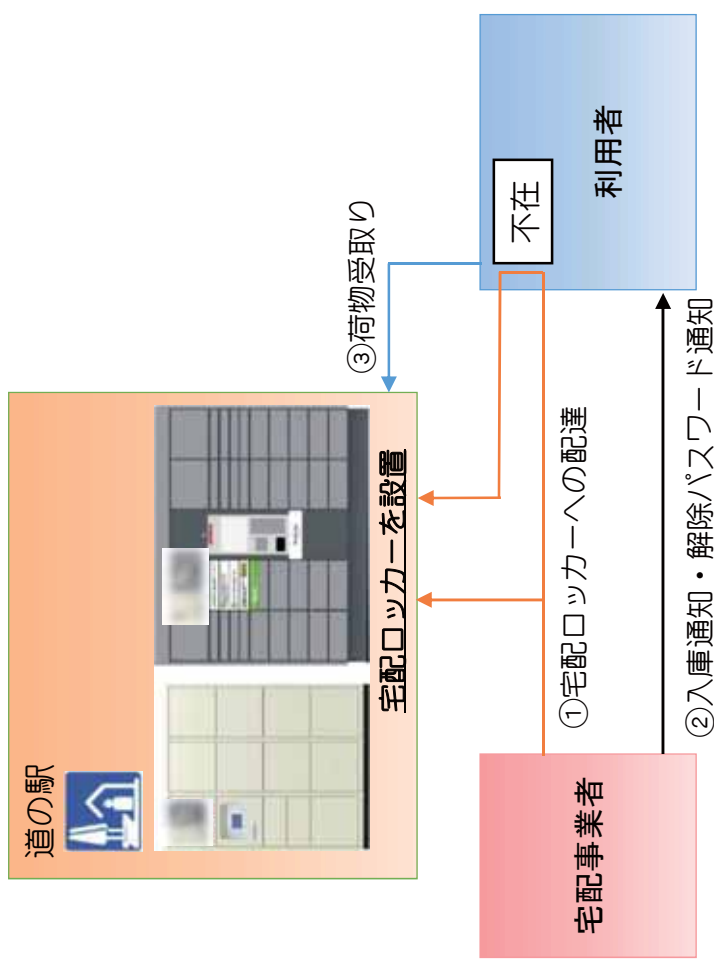 道の駅
宅配ロッカーを設置
③荷物受取り
不在
利用者
①宅配ロッカーへの配達
宅配事業者
②入庫通知・解除パスワード通知